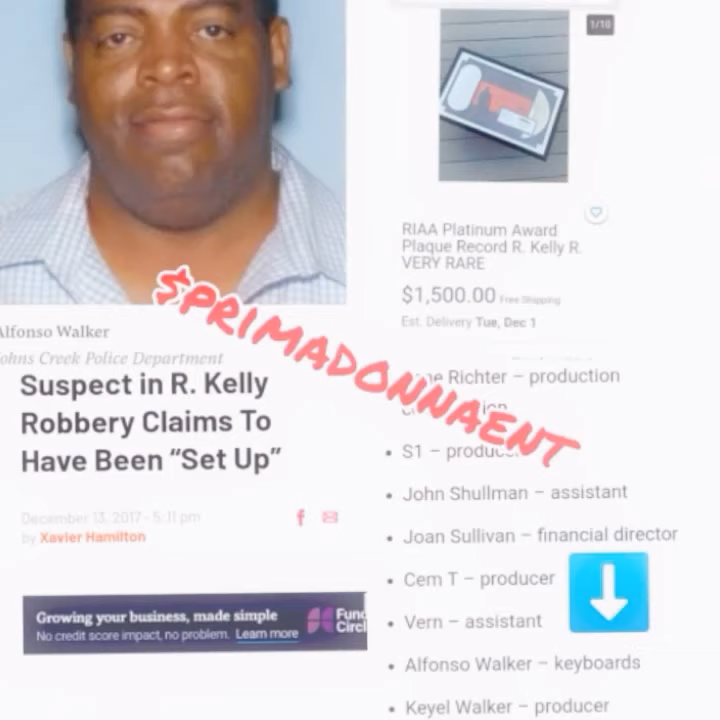 Alfonso Walker
Johns Creek Police Department
Suspect in R. Kelly
Robbery Claims To
Have Been “Set Up”
December 13, 2017 - 5:11 pm
by Xavier Hamilton
Growing your business, made simple
No credit score impact, no problem. Learn more
Fund
Circl
1/10
RIAA Platinum Award
Plaque Record R. Kelly R.
VERY RARE
$1,500.00 Free Shipping
Est. Delivery Tue, Dec 1
$PRIMADONNAENT
Richter – production
• S1 –
• John Shullman – assistant
• Joan Sullivan – financial director
• Cem T – producer
• Vern – assistant
• Alfonso Walker – keyboards
• Keyel Walker – producer